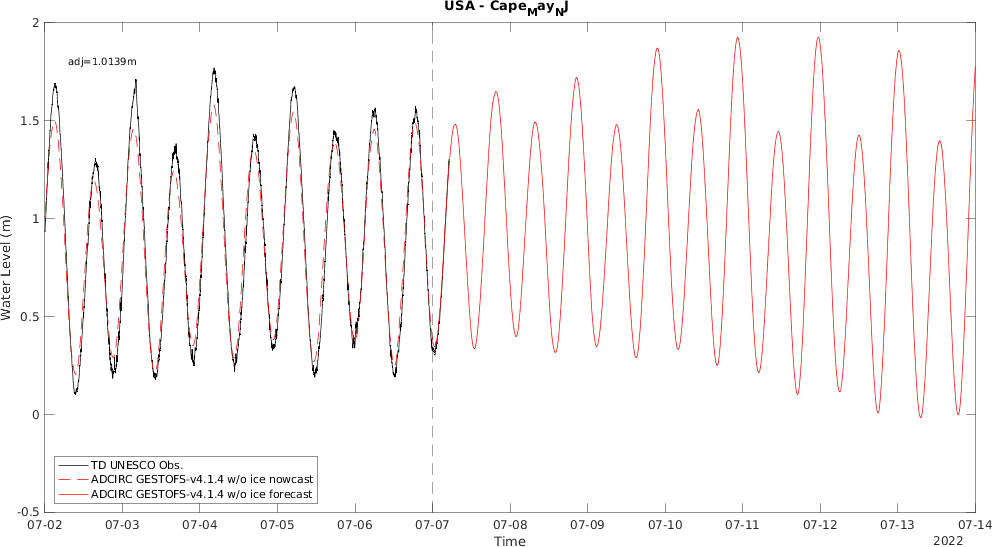 USA - Cape_May_NJ
adj=1.0139m
2
1.5
1
0.5
0
-0.5
Water Level (m)
TD UNESCO Obs.
ADCIRC GESTOFS-v4.1.4 w/o ice nowcast
ADCIRC GESTOFS-v4.1.4 w/o ice forecast
07-02 07-03 07-04 07-05 07-06 07-07 07-08 07-09 07-10 07-11 07-12 07-13 07-14
Time
2022